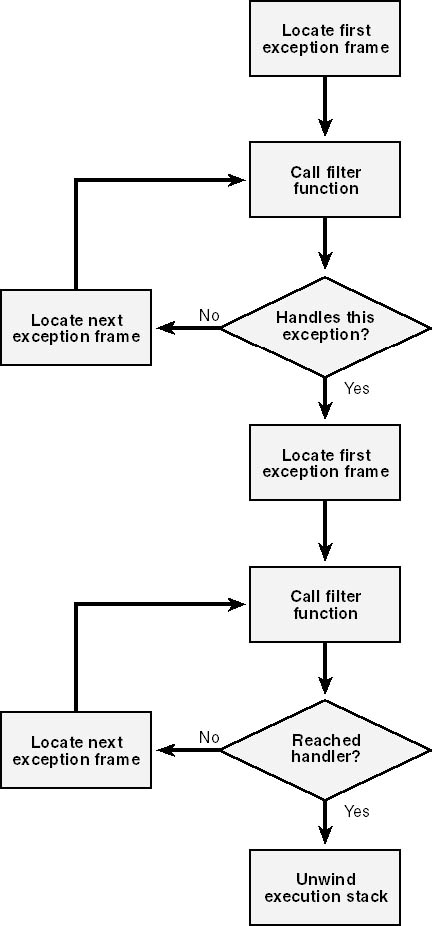 Locate first
exception frame
Call filter
function
Handles this
exception?
No
Locate next
exception frame
Yes
Locate first
exception frame
Call filter
function
Reached
handler?
No
Locate next
exception frame
Yes
Unwind
execution stack